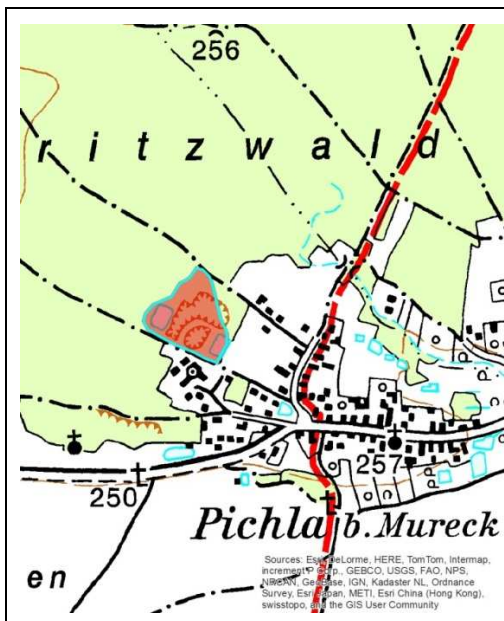 256
r i t z w a l d
257
250
Pichla b. Mureck
en
Sources: Esri, DeLorme, HERE, TomTom, Intermap,
increment P Corp., GEBCO, USGS, FAO, NPS,
NRCAN, GeoBase, IGN, Kadaster NL, Ordnance
Survey, Esri Japan, METI, Esri China (Hong Kong),
swisstopo, and the GIS User Community